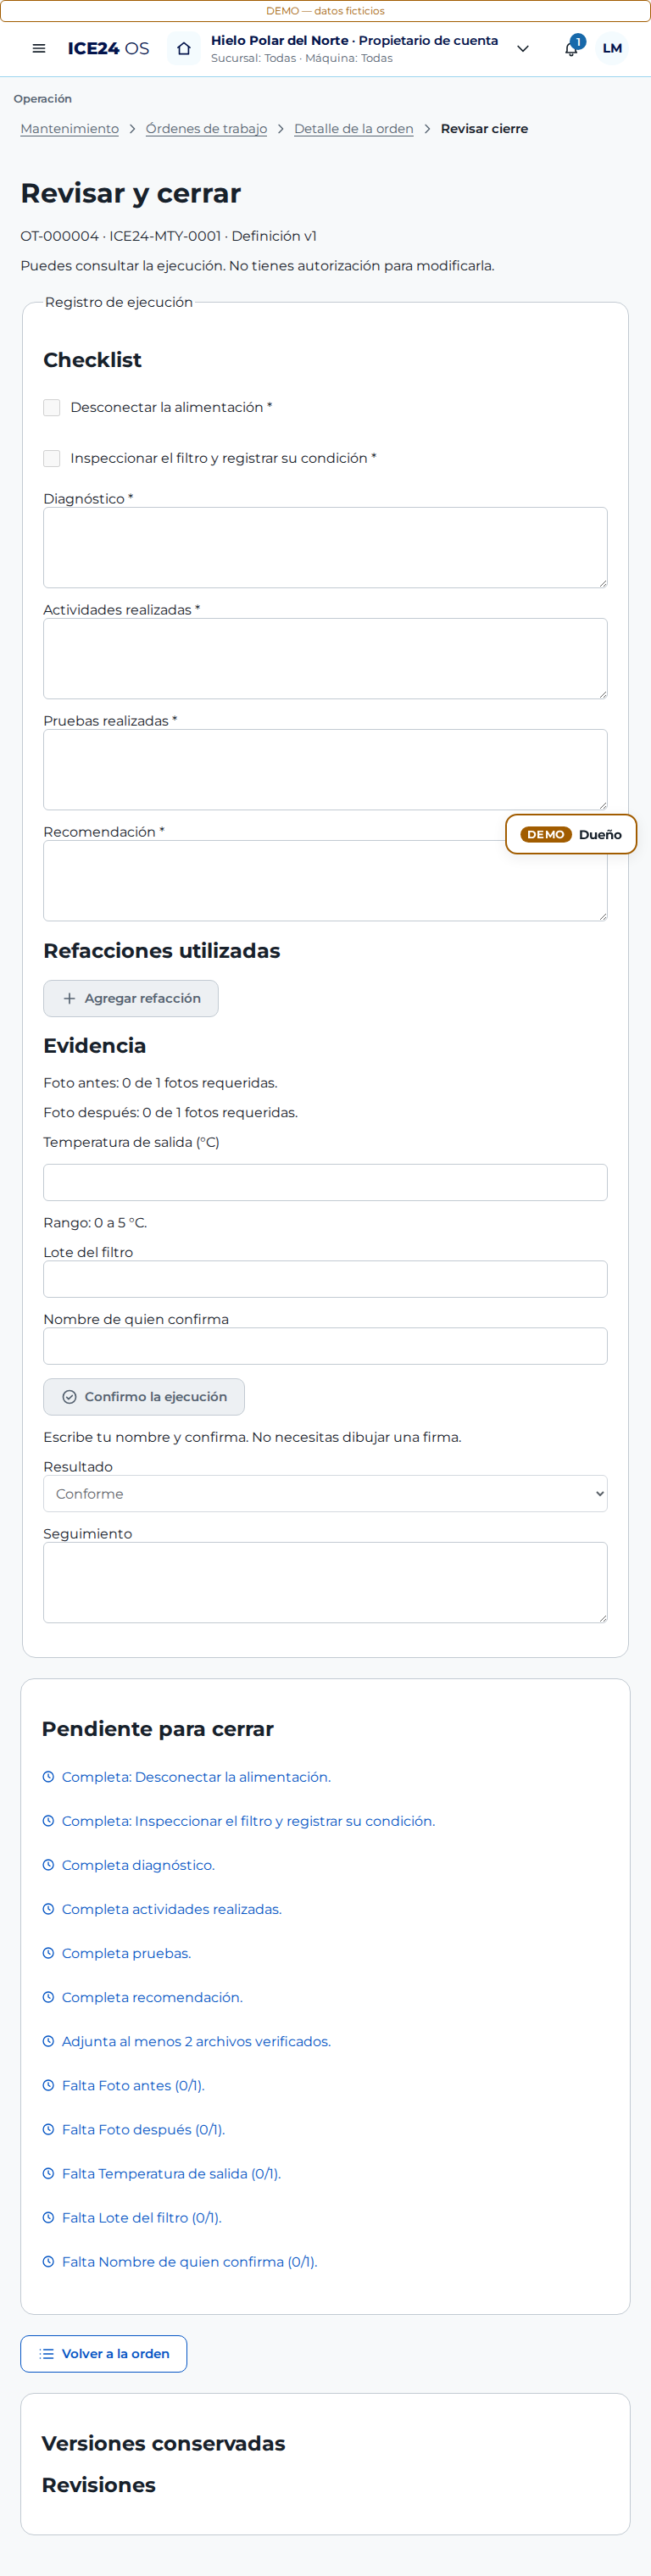 DEMO — datos ficticios
ICE24 OS
Hielo Polar del Norte · Propietario de cuenta
Sucursal: Todas · Máquina: Todas
1
LM
Operación
Mantenimiento
Órdenes de trabajo
Detalle de la orden
Revisar cierre
Revisar y cerrar
OT-000004 · ICE24-MTY-0001 · Definición v1
Puedes consultar la ejecución. No tienes autorización para modificarla.
Registro de ejecución
Checklist
Desconectar la alimentación *
Inspeccionar el filtro y registrar su condición *
Diagnóstico *
Actividades realizadas *
Pruebas realizadas *
Recomendación *
DEMO Dueño
Refacciones utilizadas
Agregar refacción
Evidencia
Foto antes: 0 de 1 fotos requeridas.
Foto después: 0 de 1 fotos requeridas.
Temperatura de salida (°C)
Rango: 0 a 5 °C.
Lote del filtro
Nombre de quien confirma
Confirmo la ejecución
Escribe tu nombre y confirma. No necesitas dibujar una firma.
Resultado
Conforme
Seguimiento
Pendiente para cerrar
Completa: Desconectar la alimentación.
Completa: Inspeccionar el filtro y registrar su condición.
Completa diagnóstico.
Completa actividades realizadas.
Completa pruebas.
Completa recomendación.
Adjunta al menos 2 archivos verificados.
Falta Foto antes (0/1).
Falta Foto después (0/1).
Falta Temperatura de salida (0/1).
Falta Lote del filtro (0/1).
Falta Nombre de quien confirma (0/1).
Volver a la orden
Versiones conservadas
Revisiones